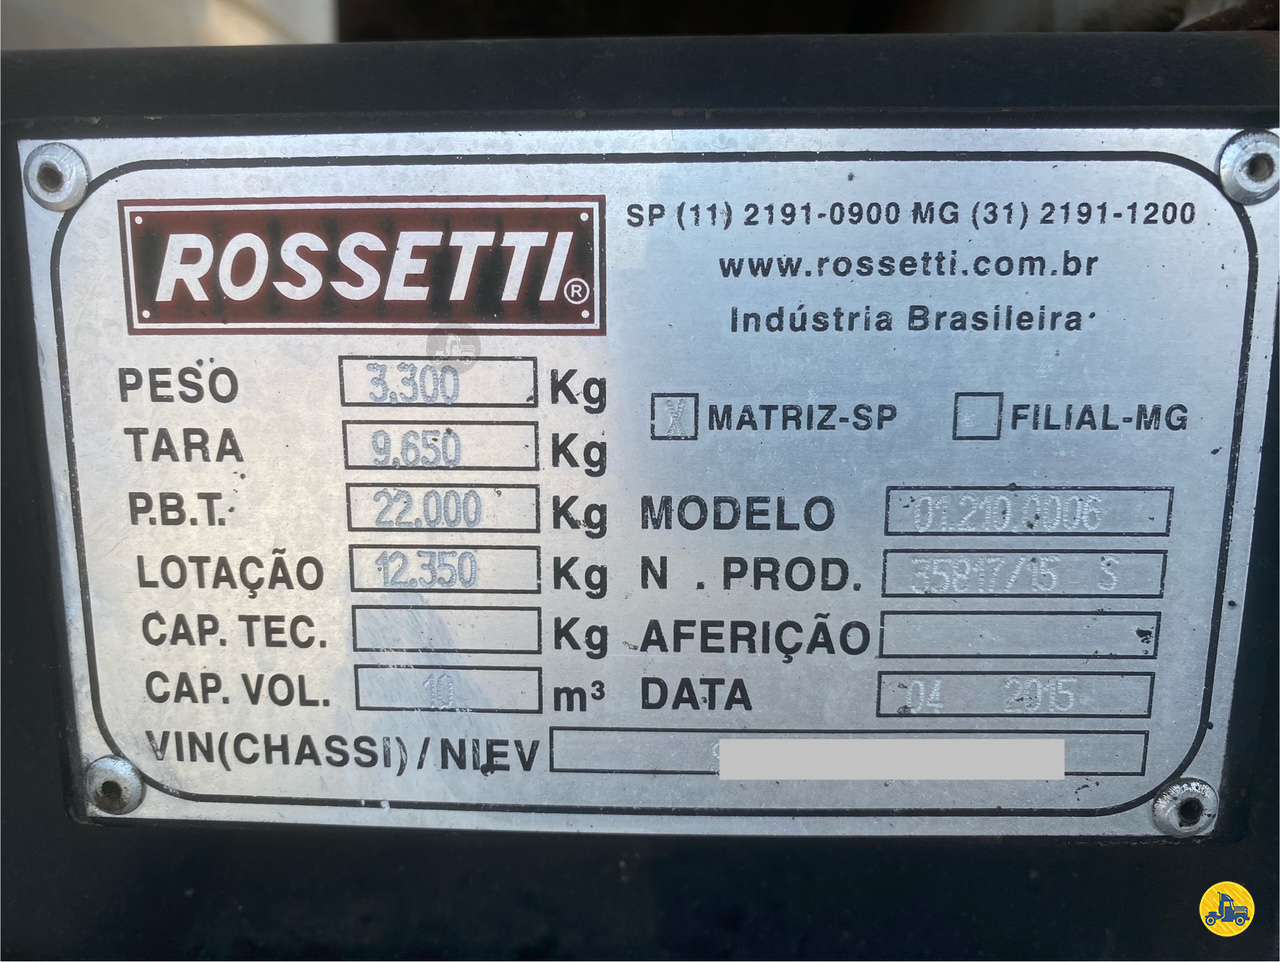 ROSSETTI®
SP (11) 2191-0900 MG (31) 2191-1200
www.rossetti.com.br
Indústria Brasileira
PESO 3.300 Kg
TARA 9.650 Kg
P.B.T. 22.000 Kg
LOTAÇÃO 12.350 Kg
CAP. TEC. Kg
CAP. VOL. 10 m³
X MATRIZ-SP FILIAL-MG
MODELO 01.210.0006
N . PROD. 35817/15 S
AFERIÇÃO
DATA 04 2015
VIN(CHASSI)/NIEV